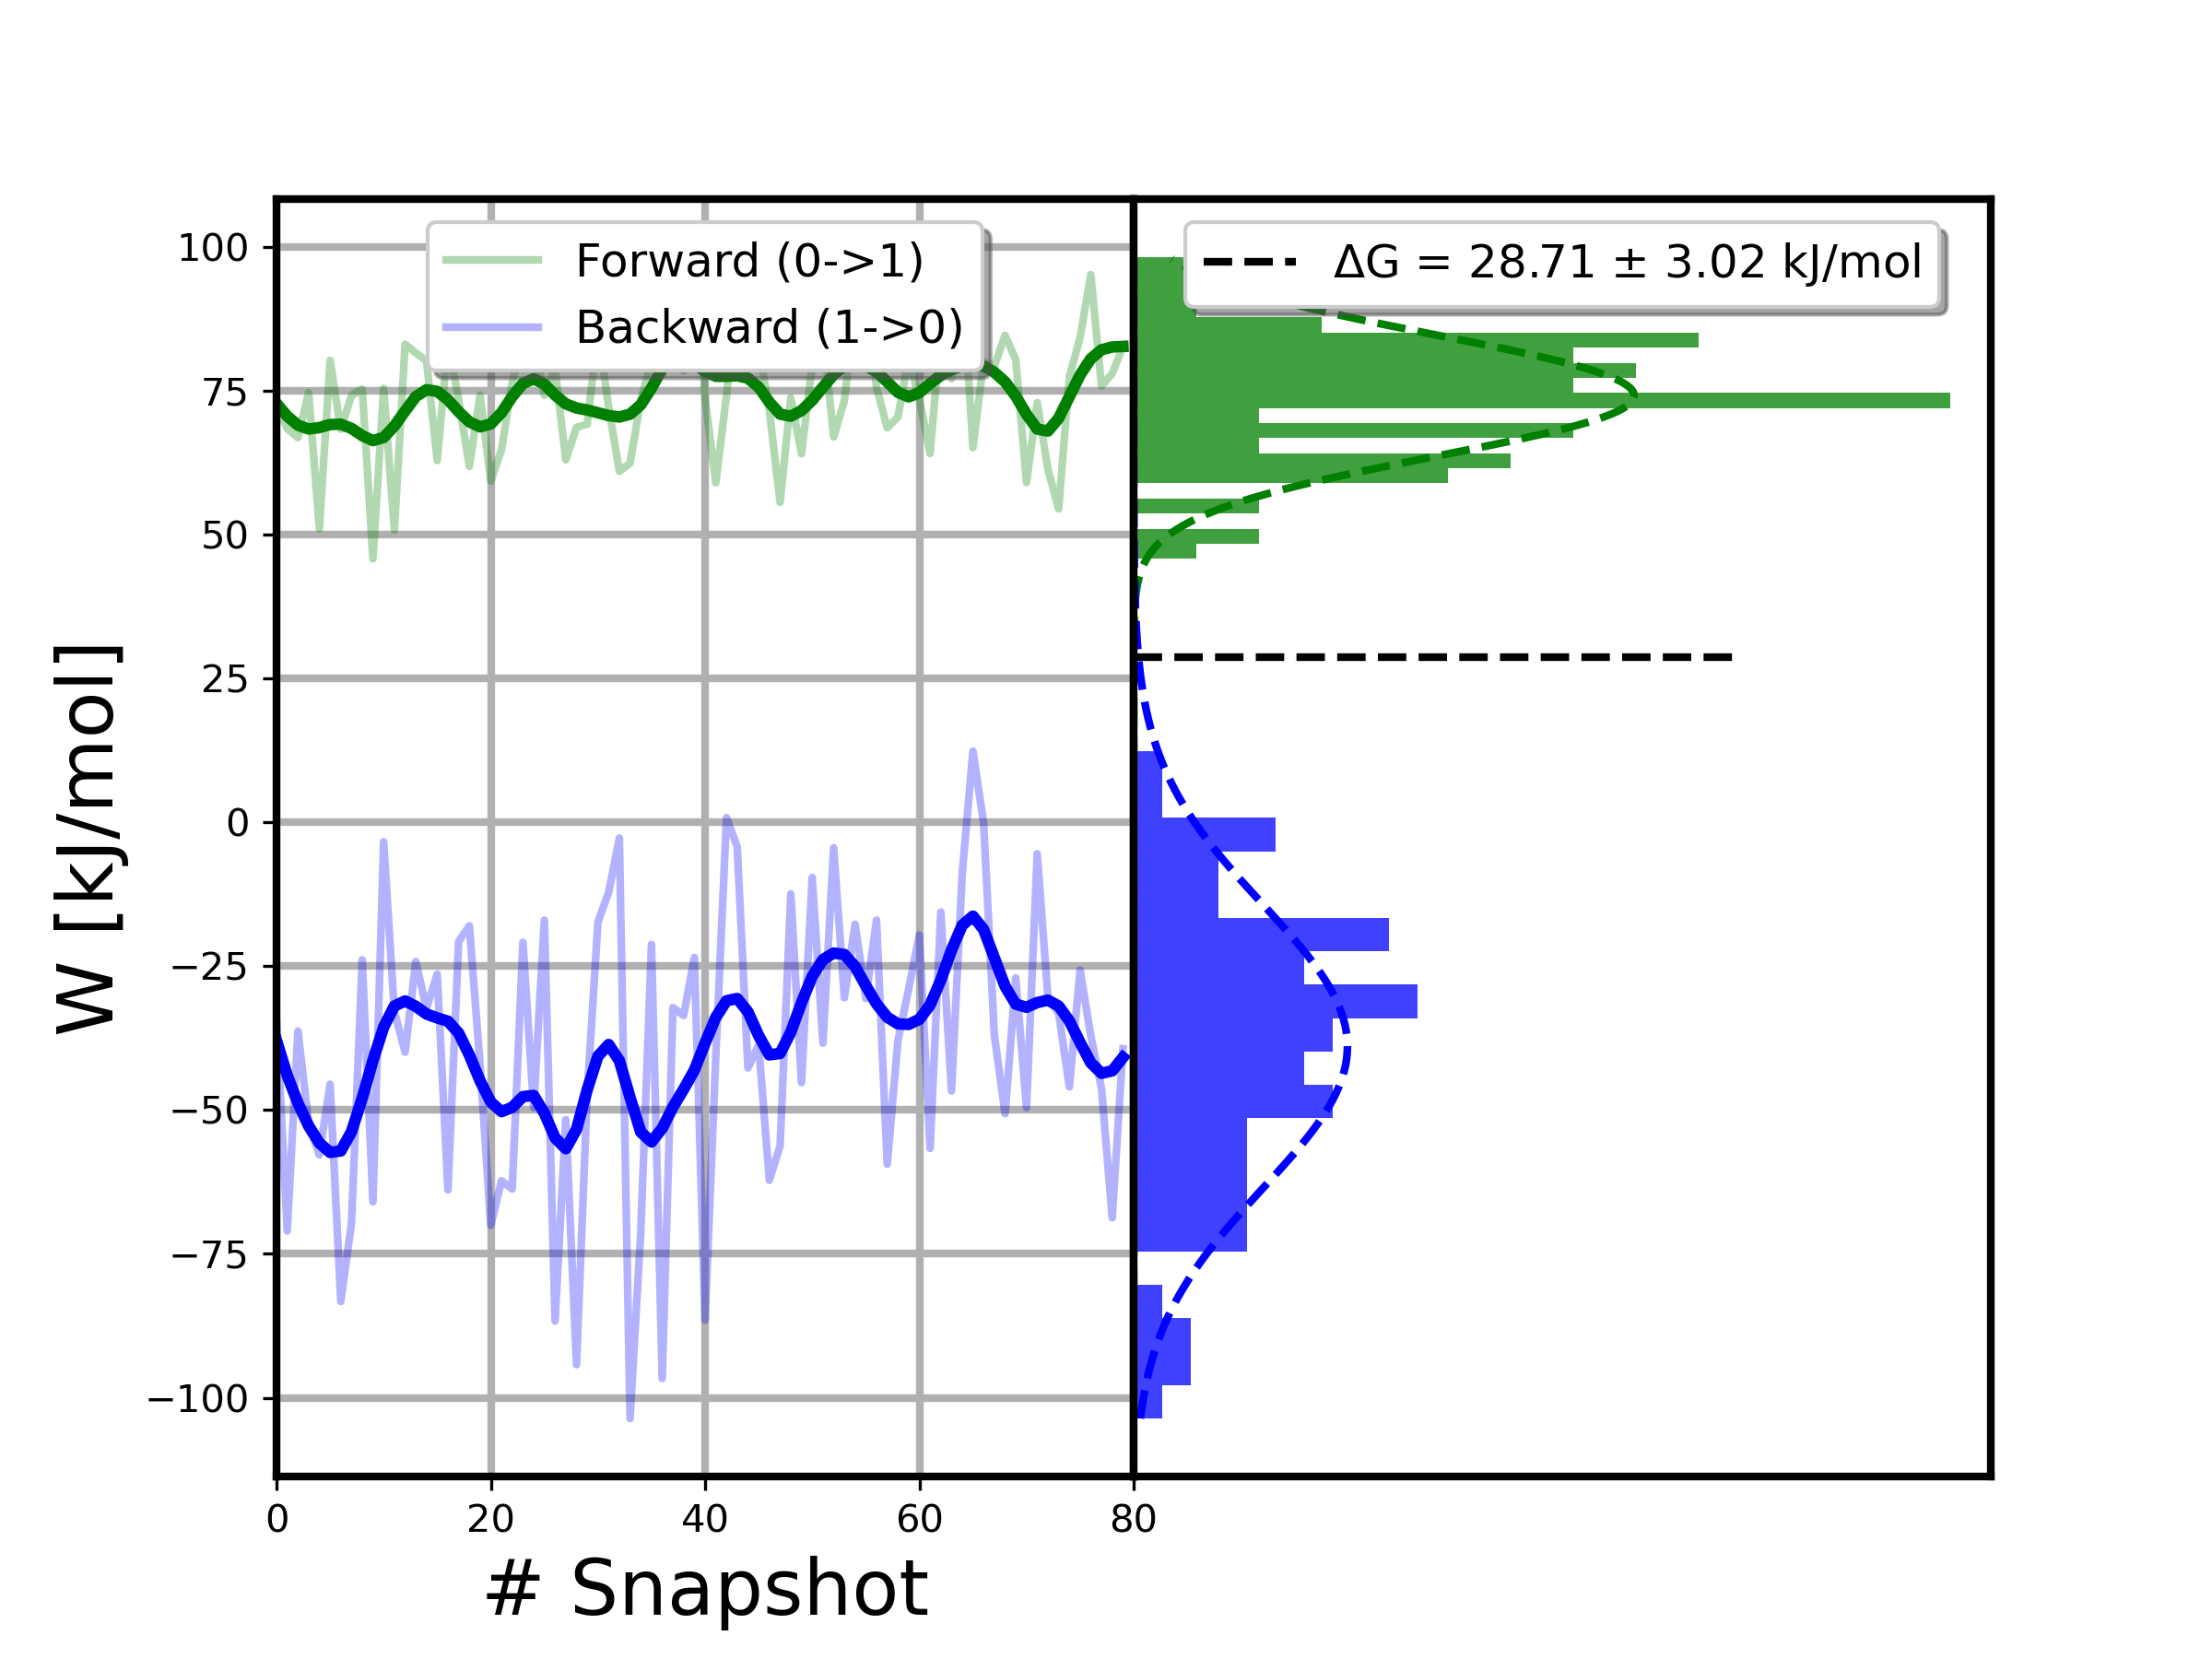 Forward (0->1)
Backward (1->0)
ΔG = 28.71 ± 3.02 kJ/mol
W [kJ/mol]
100
75
50
25
0
−25
−50
−75
−100
0 20 40 60 80
# Snapshot